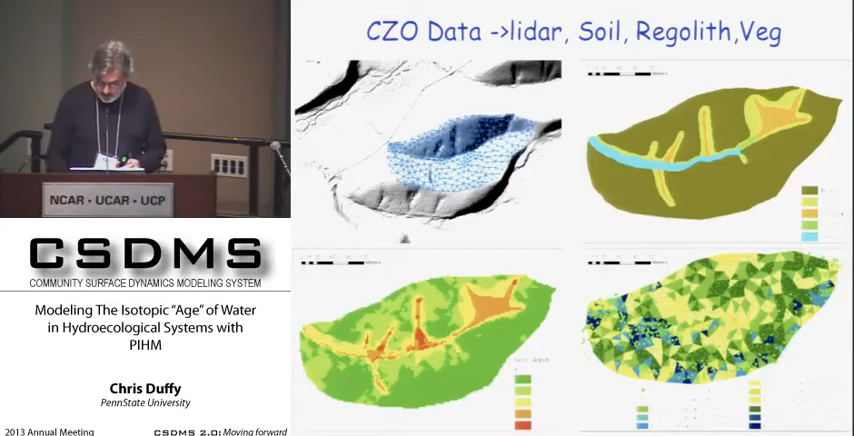 CZO Data ->lidar, Soil, Regolith,Veg
NCAR • UCAR • UCP
CSDMS
COMMUNITY SURFACE DYNAMICS MODELING SYSTEM
Modeling The Isotopic “Age” of Water
in Hydroecological Systems with
PIHM
Chris Duffy
PennState University
2013 Annual Meeting
CSDMS 2.0: Moving forward